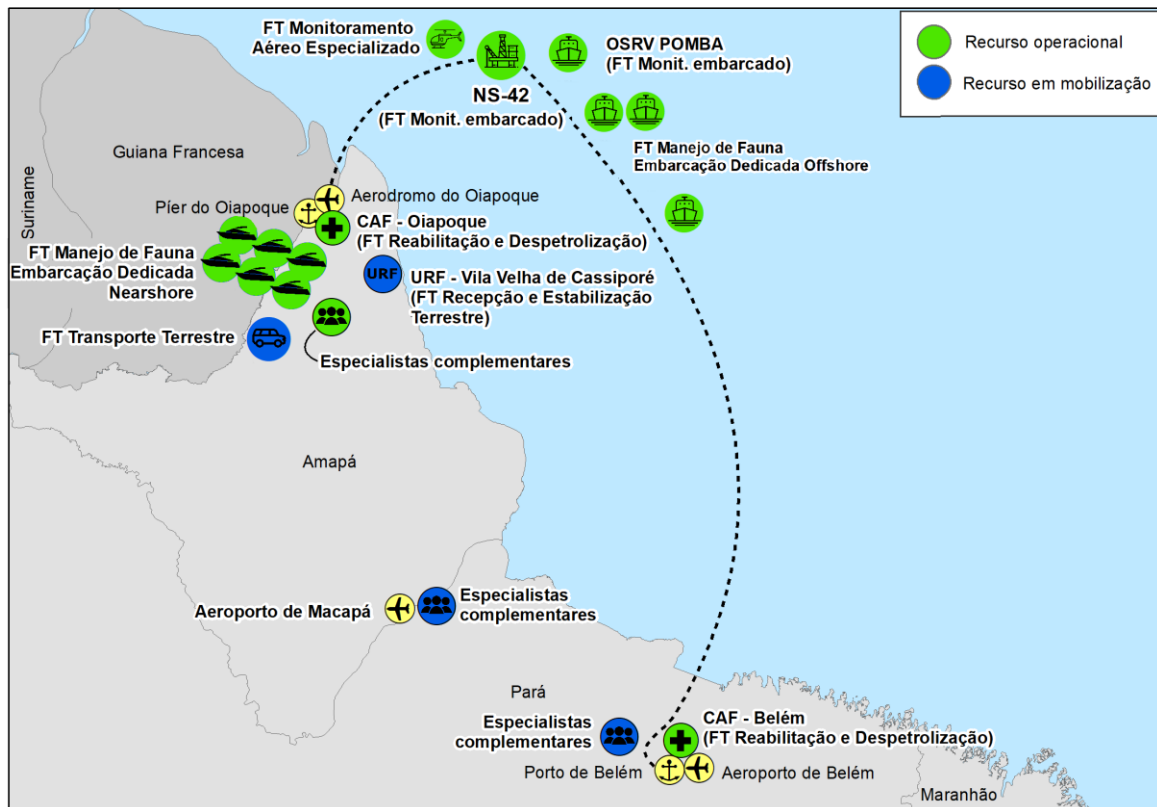 FT Monitoramento
Aéreo Especializado
OSRV POMBA
(FT Monit. embarcado)
Recurso operacional
Recurso em mobilização
NS-42
(FT Monit. embarcado)
FT Manejo de Fauna
Embarcação Dedicada Offshore
Guiana Francesa
Suriname
Aerodromo do Oiapoque
Píer do Oiapoque
CAF - Oiapoque
(FT Reabilitação e Despetrolização)
FT Manejo de Fauna
Embarcação Dedicada
Nearshore
URF
URF - Vila Velha de Cassiporé
(FT Recepção e Estabilização
Terrestre)
FT Transporte Terrestre
Especialistas complementares
Amapá
Aeroporto de Macapá
Especialistas
complementares
Pará
Especialistas
complementares
CAF - Belém
(FT Reabilitação e Despetrolização)
Porto de Belém
Aeroporto de Belém
Maranhão